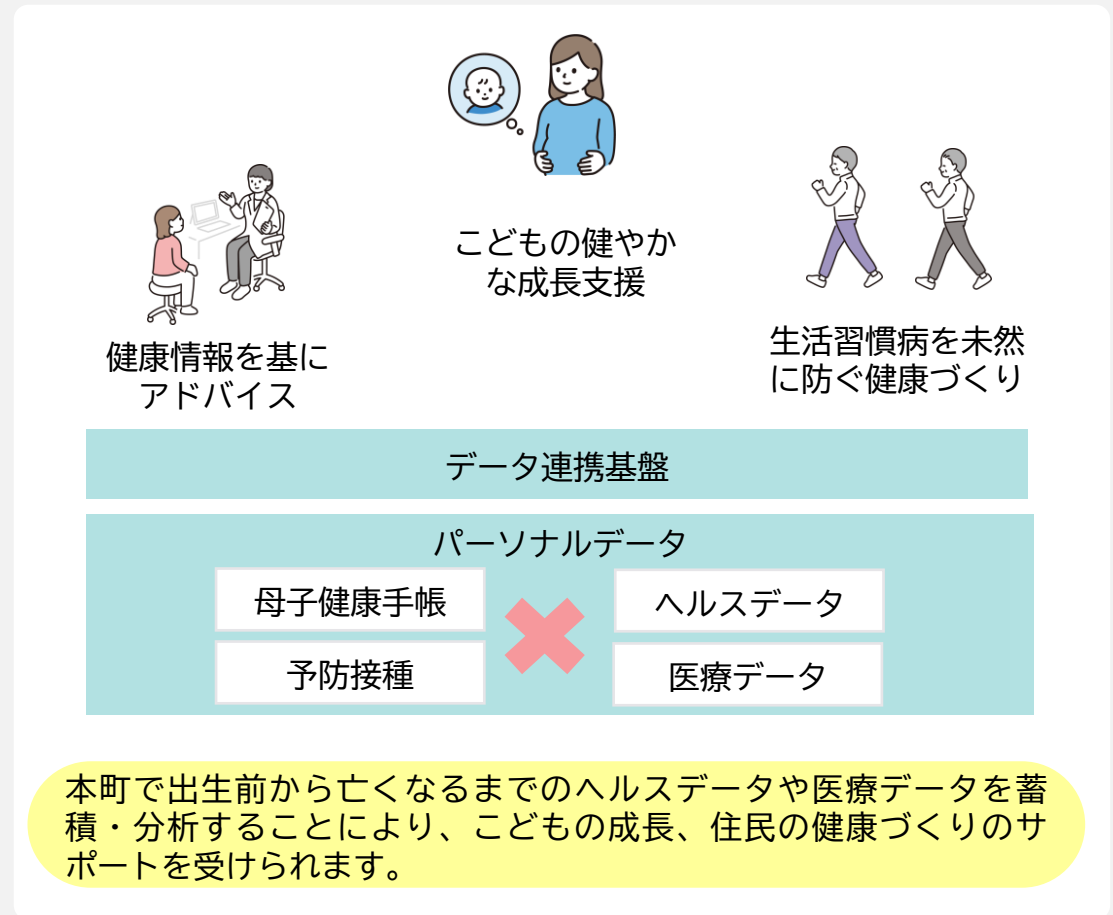 こどもの健やか
な成長支援
健康情報を基に
アドバイス
生活習慣病を未然
に防ぐ健康づくり
データ連携基盤
パーソナルデータ
母子健康手帳
ヘルスデータ
予防接種
医療データ
本町で出生前から亡くなるまでのヘルスデータや医療データを蓄
積・分析することにより、こどもの成長、住民の健康づくりのサ
ポートを受けられます。